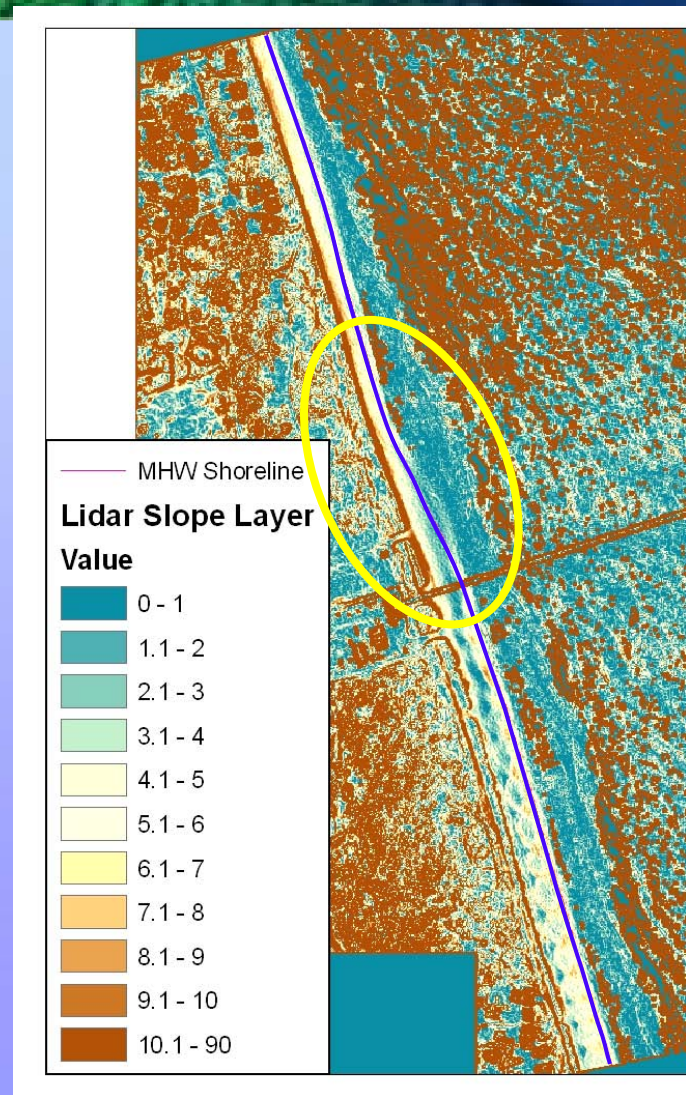 MHW Shoreline
Lidar Slope Layer
Value
0 - 1
1.1 - 2
2.1 - 3
3.1 - 4
4.1 - 5
5.1 - 6
6.1 - 7
7.1 - 8
8.1 - 9
9.1 - 10
10.1 - 90